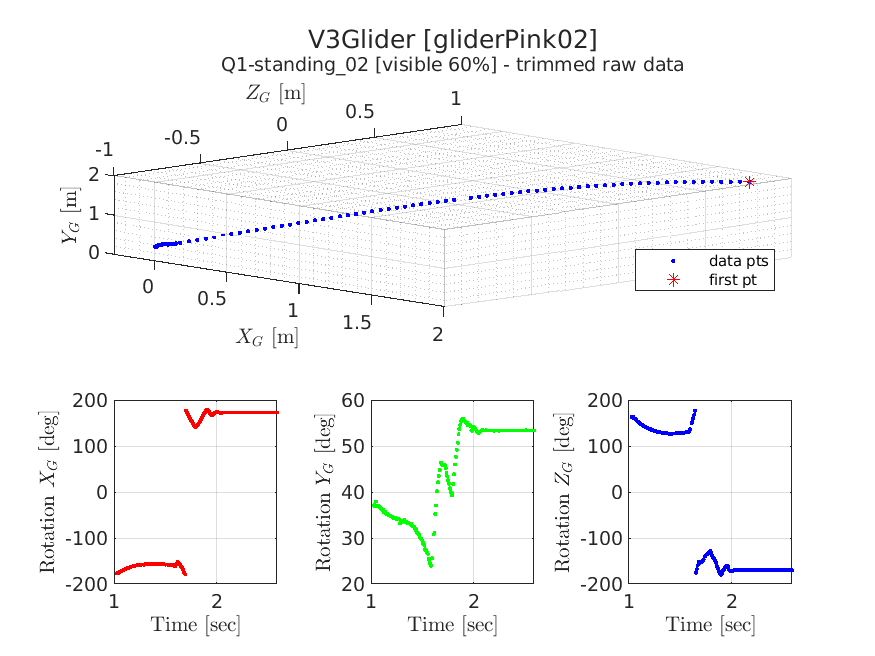 V3Glider [gliderPink02]
Q1-standing_02 [visible 60%] - trimmed raw data
Z_G [m]
-1 -0.5 0 0.5 1
Y_G [m]
2
1
0
0 0.5 1 1.5 2
X_G [m]
data pts
first pt
Rotation X_G [deg]
200
100
0
-100
-200
1 2
Time [sec]
Rotation Y_G [deg]
60
50
40
30
20
1 2
Time [sec]
Rotation Z_G [deg]
200
100
0
-100
-200
1 2
Time [sec]